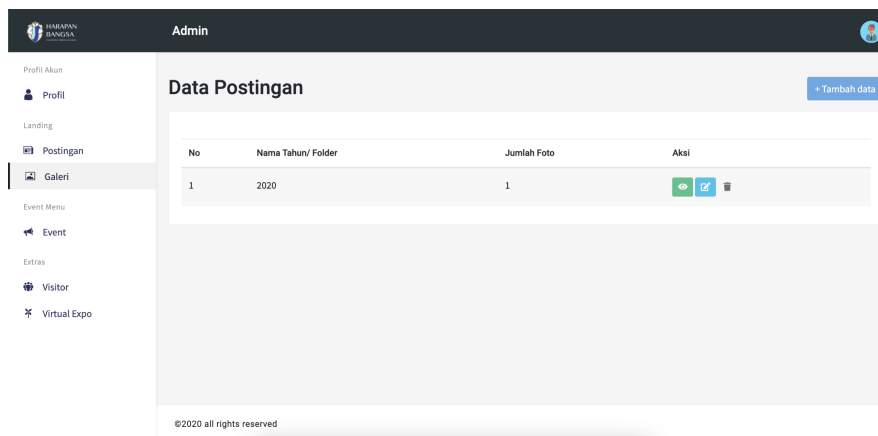 HARAPAN
BANGSA
Admin
Profil Akun
Profil
Landing
Postingan
Galeri
Event Menu
Event
Extras
Visitor
Virtual Expo
Data Postingan
+ Tambah data
No Nama Tahun/ Folder Jumlah Foto Aksi
1 2020 1
©2020 all rights reserved